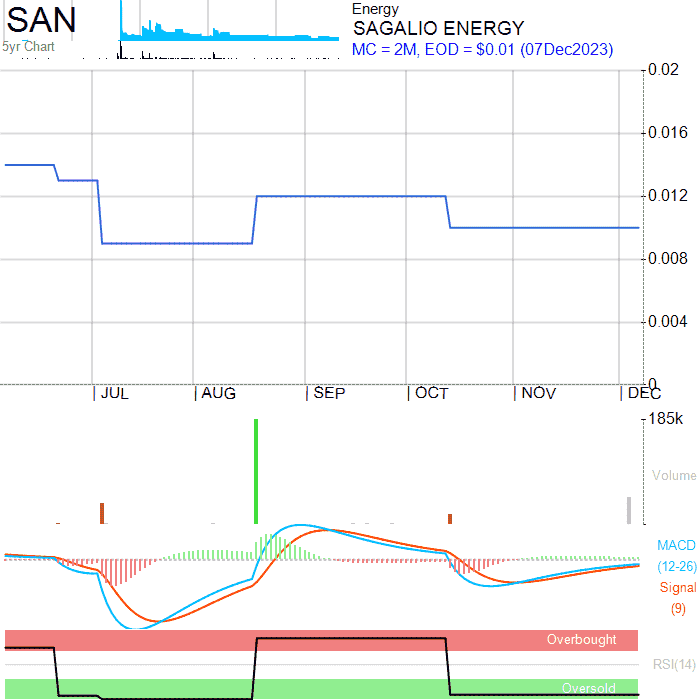 SAN
5yr Chart
Energy
SAGALIO ENERGY
MC = 2M, EOD = $0.01 (07Dec2023)
0.02
0.016
0.012
0.008
0.004
0
JUL AUG SEP OCT NOV DEC
185k
Volume
MACD
(12-26)
Signal
(9)
Overbought
RSI(14)
Oversold